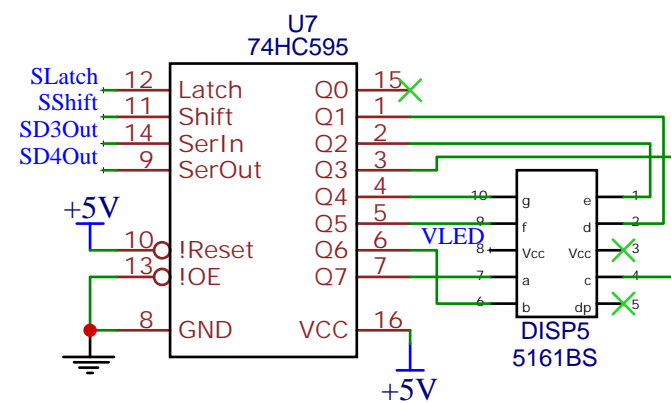 U7
74HC595
SLatch 12 Latch Q0 15
SShift 11 Shift Q1 1
SD3Out 14 SerIn Q2 2
SD4Out 9 SerOut Q3 3
Q4 4 10 g e 1
+5V Q5 5 9 f d 2
10 !Reset Q6 6 VLED 8 Vcc Vcc 3
13 !OE Q7 7 7 a c 4
6 b dp 5
8 GND VCC 16
DISP5
5161BS
+5V